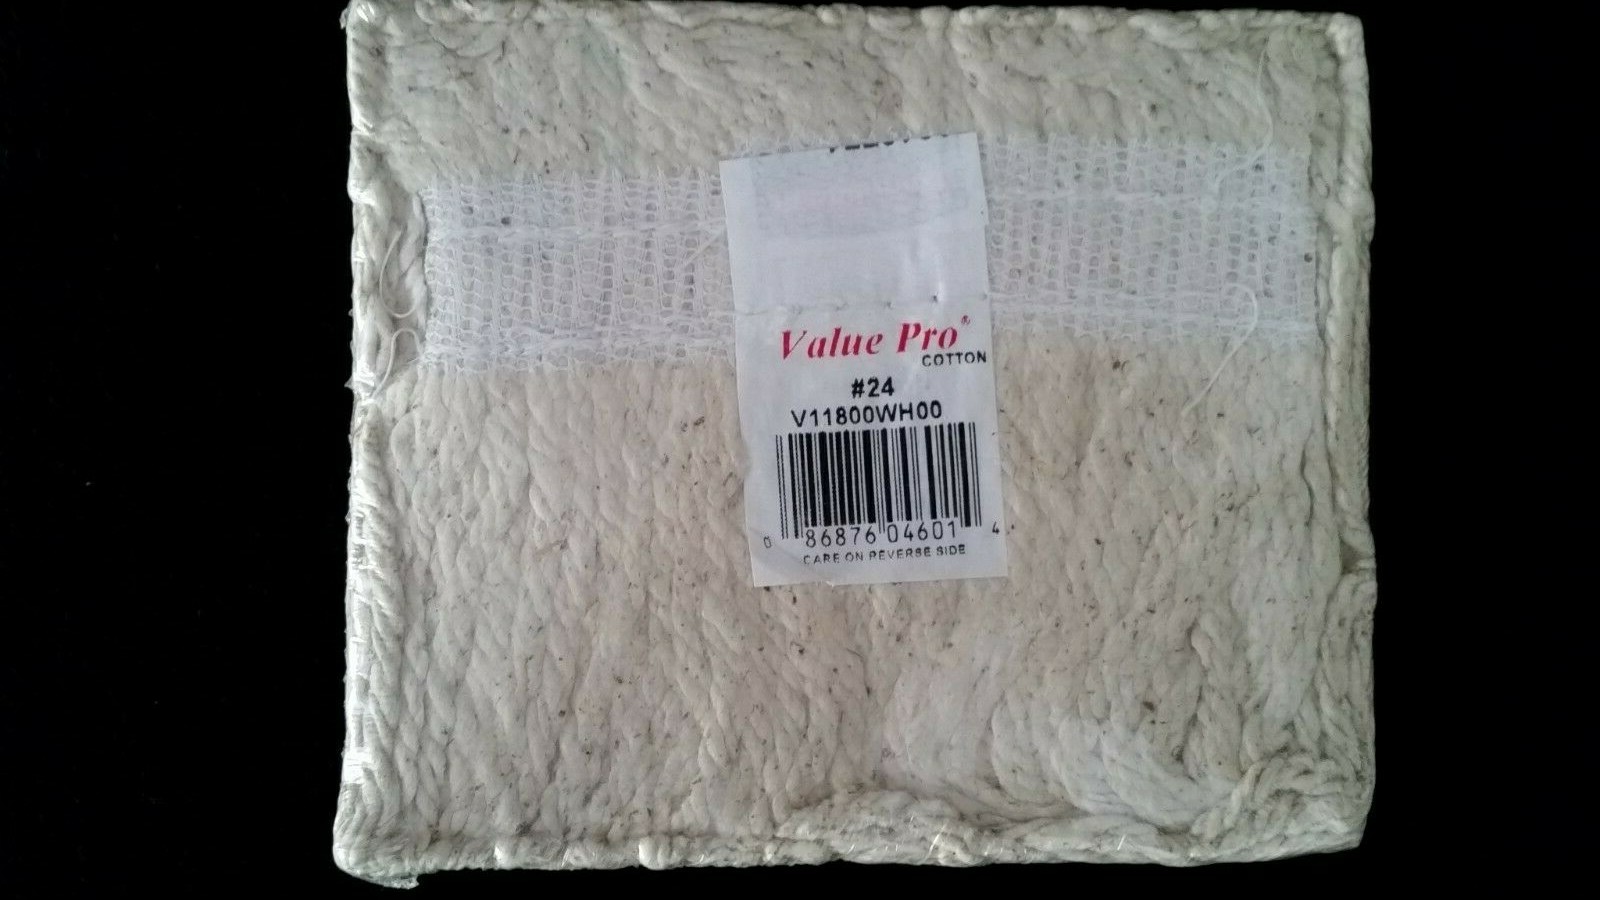 Value Pro®
COTTON
#24
V11800WH00
0 86876 04601 4
CARE ON REVERSE SIDE